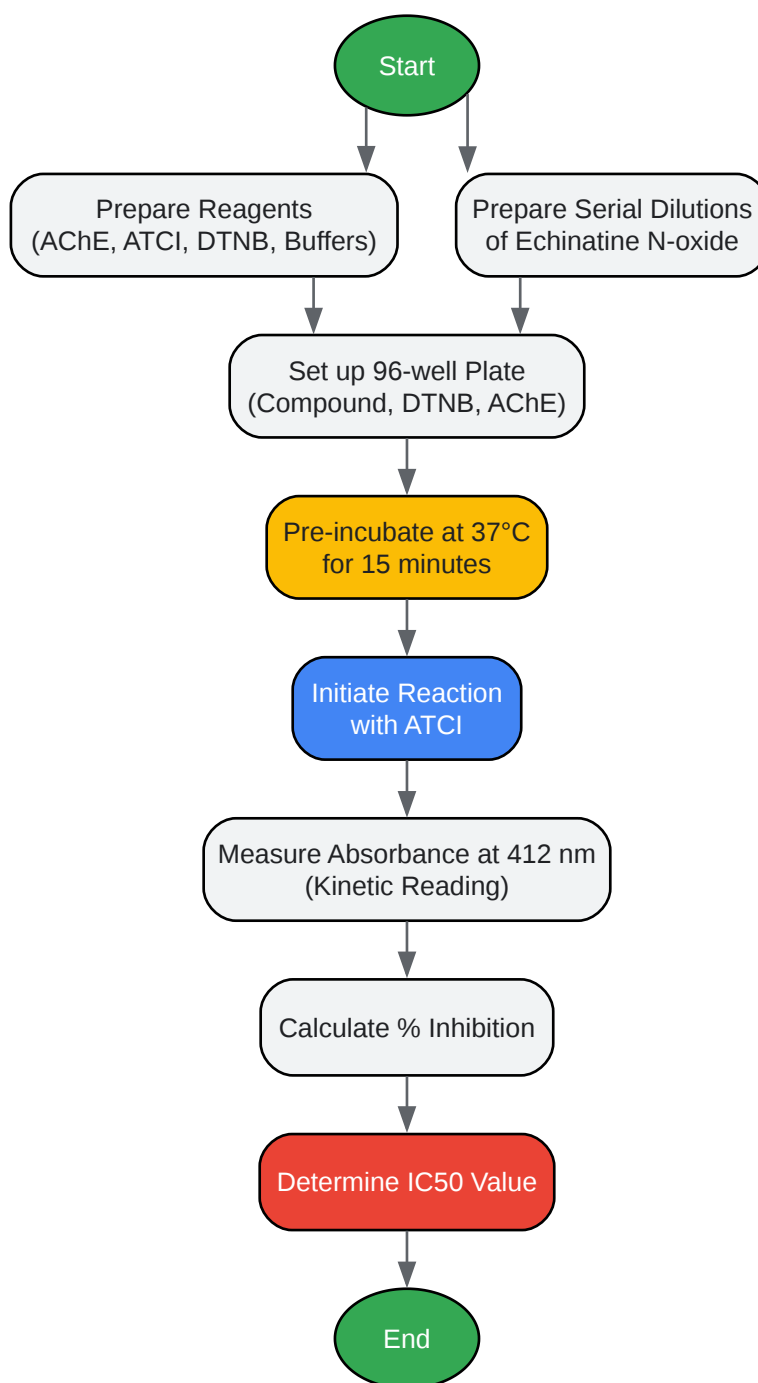 Start
Prepare Reagents
(AChE, ATCI, DTNB, Buffers)
Prepare Serial Dilutions
of Echinatine N-oxide
Set up 96-well Plate
(Compound, DTNB, AChE)
Pre-incubate at 37°C
for 15 minutes
Initiate Reaction
with ATCI
Measure Absorbance at 412 nm
(Kinetic Reading)
Calculate % Inhibition
Determine IC50 Value
End